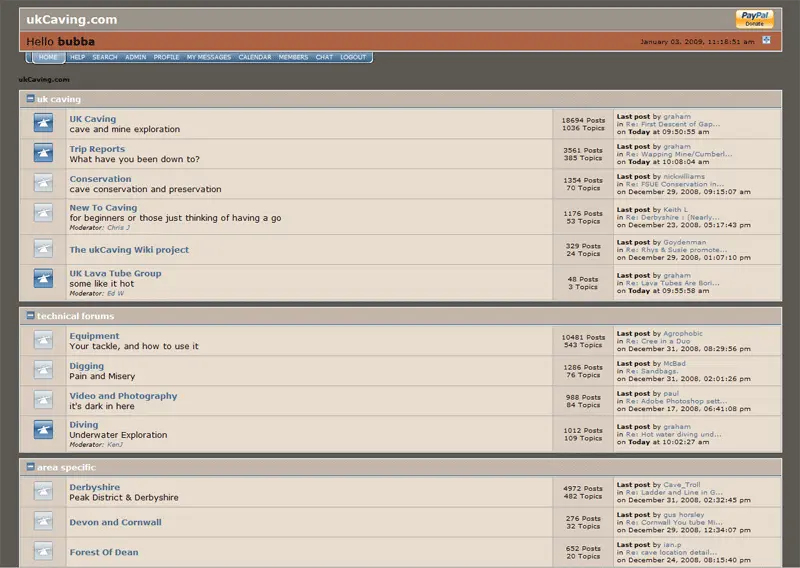 ukCaving.com
PayPal
Donate
Hello bubba
January 03, 2009, 11:18:51 am
HOME HELP SEARCH ADMIN PROFILE MY MESSAGES CALENDAR MEMBERS CHAT LOGOUT
ukCaving.com
uk caving
UK Caving
cave and mine exploration
18694 Posts
1036 Topics
Last post by graham
in Re: First Descent of Gap...
on Today at 09:50:55 am
Trip Reports
What have you been down to?
3561 Posts
385 Topics
Last post by graham
in Re: Wapping Mine/Cumberl...
on Today at 10:08:04 am
Conservation
cave conservation and preservation
1354 Posts
70 Topics
Last post by nickwilliams
in Re: FSUE Conservation in...
on December 29, 2008, 09:15:07 am
New To Caving
for beginners or those just thinking of having a go
Moderator: Chris J
1176 Posts
53 Topics
Last post by Keith L
in Re: Derbyshire : (Nearly...
on December 23, 2008, 05:17:43 pm
The ukCaving Wiki project
329 Posts
24 Topics
Last post by Goydenman
in Re: Rhys & Susie promote...
on December 29, 2008, 01:07:10 pm
UK Lava Tube Group
some like it hot
Moderator: Ed W
48 Posts
3 Topics
Last post by graham
in Re: Lava Tubes Are Bori...
on Today at 09:55:58 am
technical forums
Equipment
Your tackle, and how to use it
10481 Posts
543 Topics
Last post by Agrophobic
in Re: Cree in a Duo
on December 31, 2008, 08:29:56 pm
Digging
Pain and Misery
1286 Posts
76 Topics
Last post by McBad
in Re: Sandbags.
on December 31, 2008, 02:01:26 pm
Video and Photography
it's dark in here
988 Posts
84 Topics
Last post by paul
in Re: Adobe Photoshop sett...
on December 17, 2008, 06:41:08 pm
Diving
Underwater Exploration
Moderator: KenJ
1012 Posts
109 Topics
Last post by graham
in Re: Hot water diving und...
on Today at 10:02:27 am
area specific
Derbyshire
Peak District & Derbyshire
4972 Posts
482 Topics
Last post by Cave_Troll
in Re: Ladder and Line in G...
on December 31, 2008, 02:32:45 pm
Devon and Cornwall
276 Posts
32 Topics
Last post by gus horsley
in Re: Cornwall You tube Mi...
on December 29, 2008, 12:34:07 pm
Forest Of Dean
652 Posts
20 Topics
Last post by ian.p
in Re: cave location detail...
on December 24, 2008, 08:15:40 pm